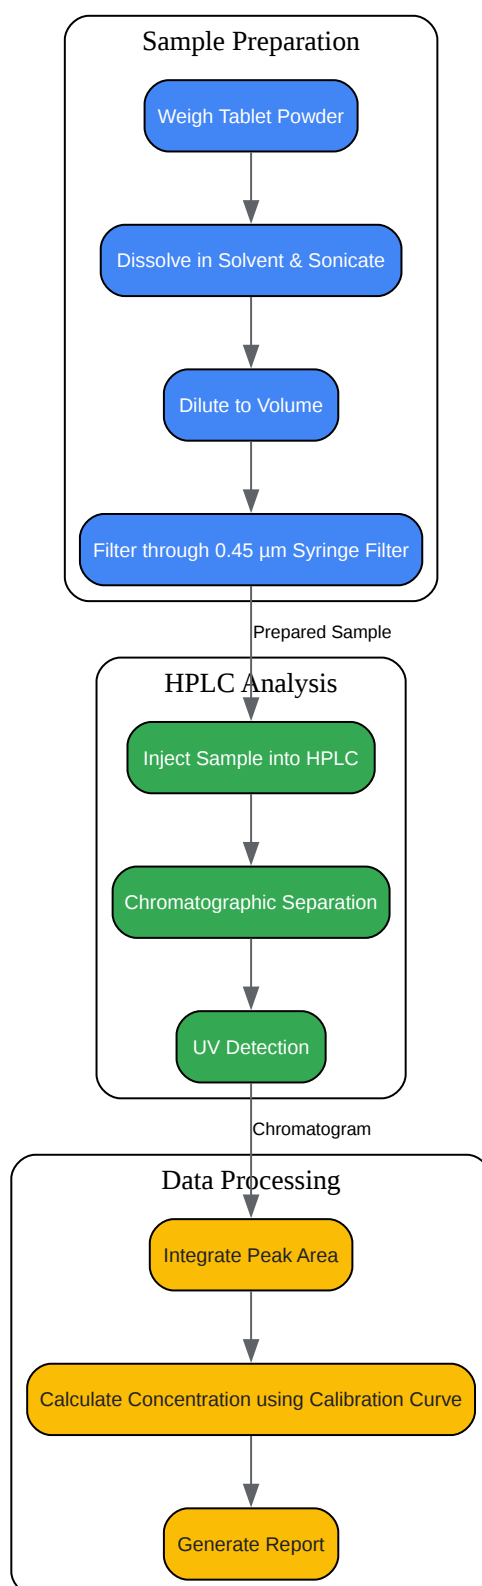 Sample Preparation
Weigh Tablet Powder
Dissolve in Solvent & Sonicate
Dilute to Volume
Filter through 0.45 µm Syringe Filter
Prepared Sample
HPLC Analysis
Inject Sample into HPLC
Chromatographic Separation
UV Detection
Chromatogram
Data Processing
Integrate Peak Area
Calculate Concentration using Calibration Curve
Generate Report